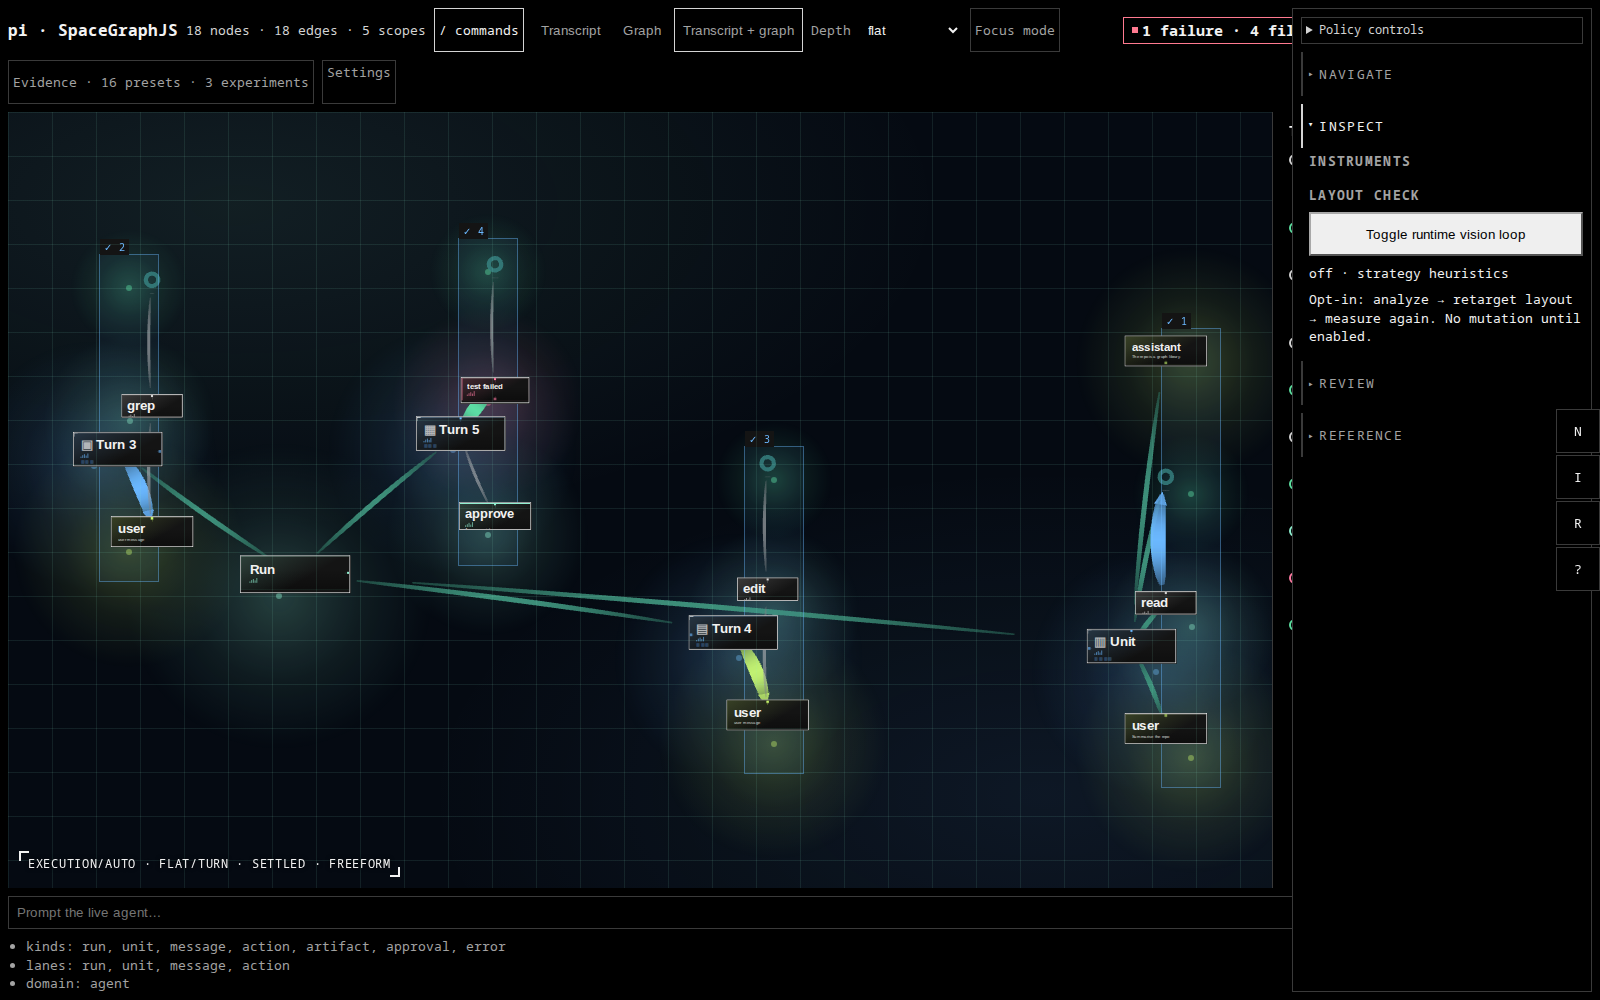 pi · SpaceGraphJS 18 nodes · 18 edges · 5 scopes / commands Transcript Graph Transcript + graph Depth flat Focus mode 1 failure · 4 fil
Evidence · 16 presets · 3 experiments Settings
✓ 2
grep
Turn 3
user
user message
Run
✓ 4
test failed
Turn 5
approve
✓ 3
edit
Turn 4
user
user message
✓ 1
assistant
read
Unit
user
EXECUTION/AUTO · FLAT/TURN · SETTLED · FREEFORM
Policy controls
NAVIGATE
INSPECT
INSTRUMENTS
LAYOUT CHECK
Toggle runtime vision loop
off · strategy heuristics
Opt-in: analyze → retarget layout
→ measure again. No mutation until
enabled.
REVIEW
REFERENCE
N
I
R
?
Prompt the live agent…
kinds: run, unit, message, action, artifact, approval, error
lanes: run, unit, message, action
domain: agent